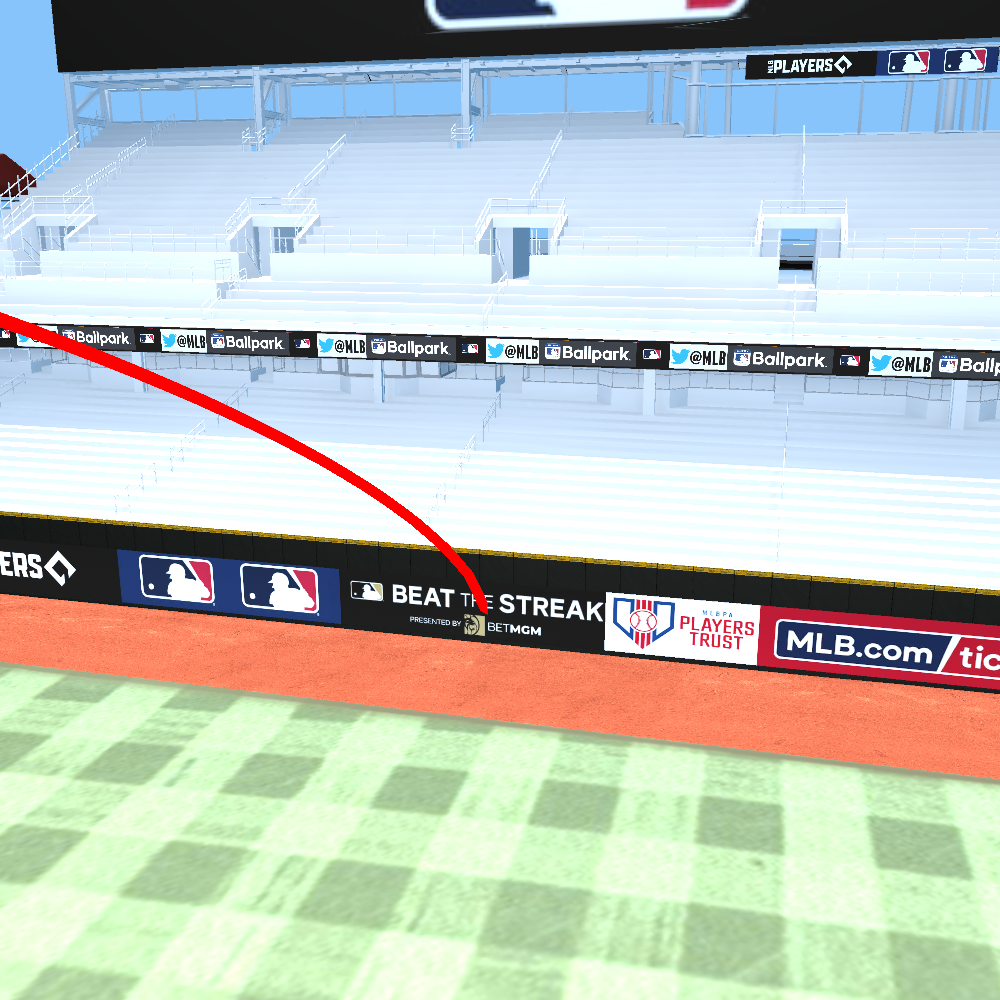 MLB PLAYERS
@MLB Ballpark. @MLB Ballpark. @MLB Ballpark. @MLB Ballpark. @MLB
ERS
BEAT THE STREAK
PRESENTED BY BETMGM
MLBPA
PLAYERS
TRUST
MLB.com/tic